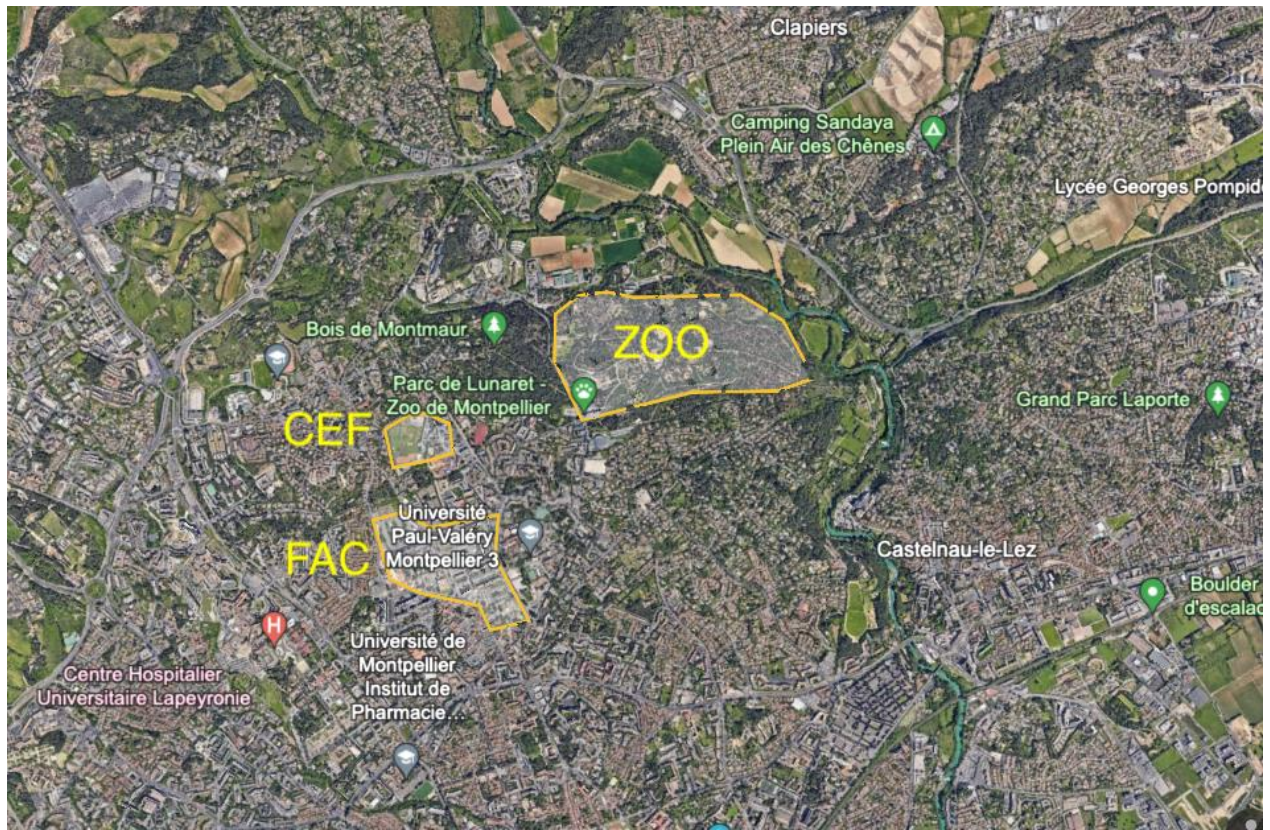 Clapiers
Camping Sandaya
Plein Air des Chênes
Lycée Georges Pompid
Bois de Montmaur
ZOO
Parc de Lunaret -
Zoo de Montpellier
Grand Parc Laporte
CEF
Université
Paul-Valéry
Montpellier 3
FAC
Castelnau-le-Lez
Boulder
d'escalad
H
Université de
Montpellier
Institut de
Pharmacie...
Centre Hospitalier
Universitaire Lapeyronie